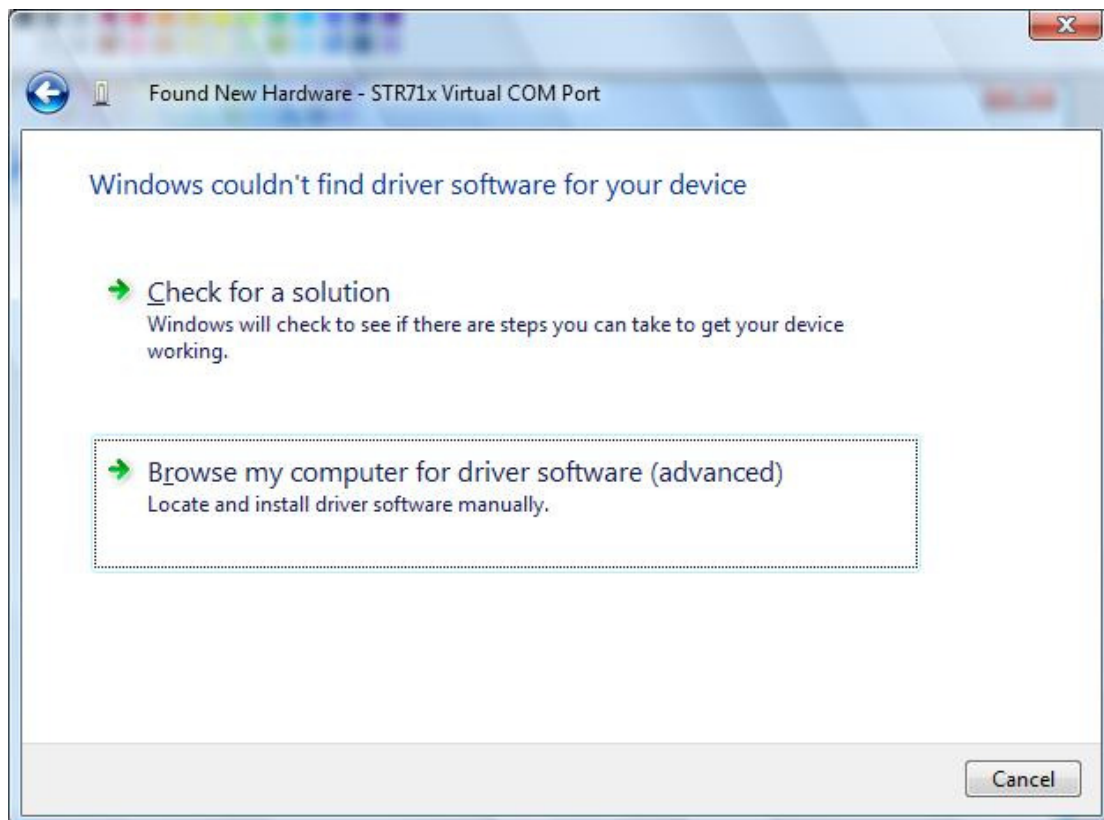 Found New Hardware - STR71x Virtual COM Port
Windows couldn't find driver software for your device
Check for a solution
Windows will check to see if there are steps you can take to get your device
working.
Browse my computer for driver software (advanced)
Locate and install driver software manually.
Cancel